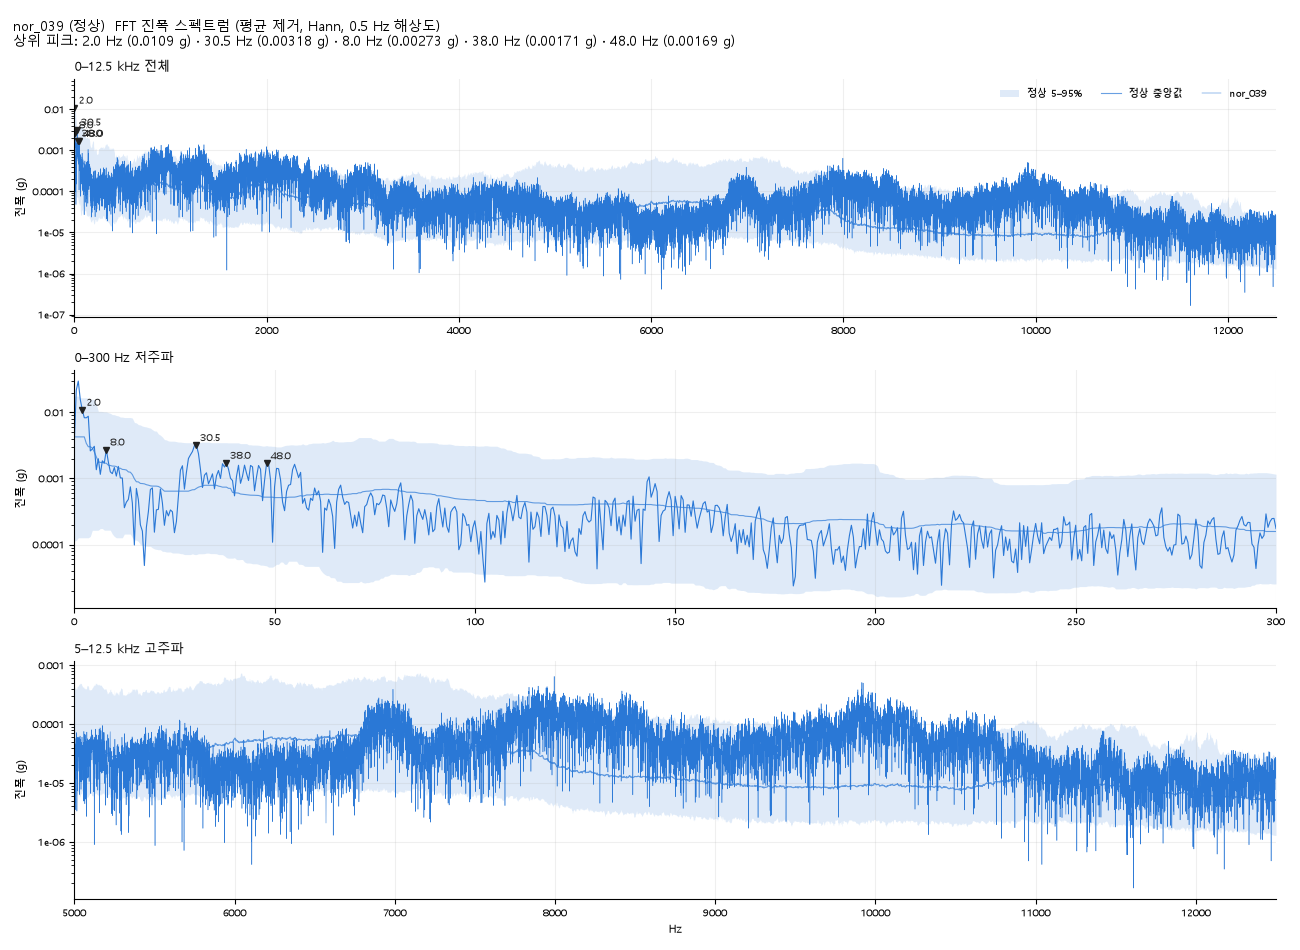 nor_039 (정상) FFT 진폭 스펙트럼 (평균 제거, Hann, 0.5 Hz 해상도)
상위 피크: 2.0 Hz (0.0109 g) · 30.5 Hz (0.00318 g) · 8.0 Hz (0.00273 g) · 38.0 Hz (0.00171 g) · 48.0 Hz (0.00169 g)
0–12.5 kHz 전체
정상 5–95% 정상 중앙값 nor_039
2.0
30.5
48.0
진폭 (g)
0.01
0.001
0.0001
1e-05
1e-06
1e-07
0 2000 4000 6000 8000 10000 12000
0–300 Hz 저주파
2.0
8.0
30.5
38.0
48.0
진폭 (g)
0.01
0.001
0.0001
0 50 100 150 200 250 300
5–12.5 kHz 고주파
진폭 (g)
0.001
0.0001
1e-05
1e-06
5000 6000 7000 8000 9000 10000 11000 12000
Hz